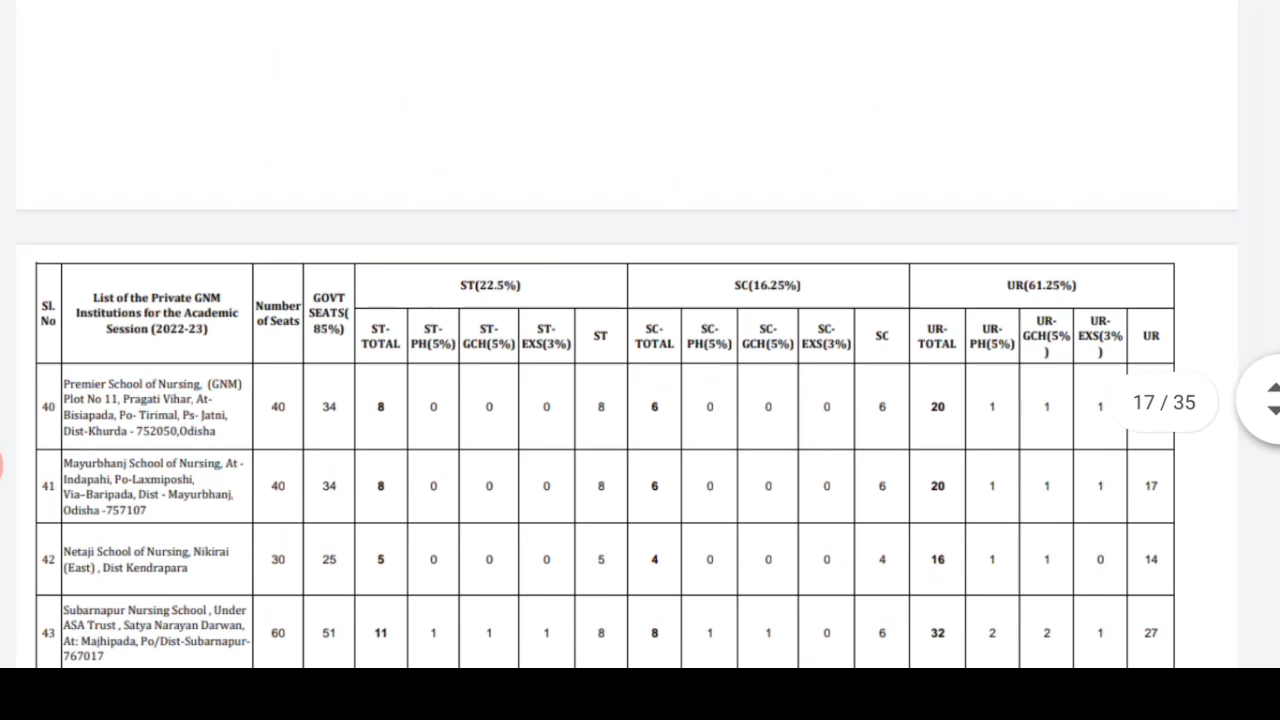 Sl. No | List of the Private GNM Institutions for the Academic Session (2022-23) | Number of Seats | GOVT SEATS( 85%) | ST(22.5%) | SC(16.25%) | UR(61.25%)
ST-TOTAL | ST-PH(5%) | ST-GCH(5%) | ST-EXS(3%) | ST | SC-TOTAL | SC-PH(5%) | SC-GCH(5%) | SC-EXS(3%) | SC | UR-TOTAL | UR-PH(5%) | UR-GCH(5%) | UR-EXS(3%) | UR
40 | Premier School of Nursing, (GNM) Plot No 11, Pragati Vihar, At-Bisiapada, Po- Tirimal, Ps- Jatni, Dist-Khurda - 752050,Odisha | 40 | 34 | 8 | 0 | 0 | 0 | 8 | 6 | 0 | 0 | 0 | 6 | 20 | 1 | 1 | 1
17 / 35
41 | Mayurbhanj School of Nursing, At - Indapahi, Po-Laxmiposhi, Via–Baripada, Dist - Mayurbhanj, Odisha -757107 | 40 | 34 | 8 | 0 | 0 | 0 | 8 | 6 | 0 | 0 | 0 | 6 | 20 | 1 | 1 | 1 | 17
42 | Netaji School of Nursing, Nikirai (East) , Dist Kendrapara | 30 | 25 | 5 | 0 | 0 | 0 | 5 | 4 | 0 | 0 | 0 | 4 | 16 | 1 | 1 | 0 | 14
43 | Subarnapur Nursing School , Under ASA Trust , Satya Narayan Darwan, At: Majhipada, Po/Dist-Subarnapur-767017 | 60 | 51 | 11 | 1 | 1 | 1 | 8 | 8 | 1 | 1 | 0 | 6 | 32 | 2 | 2 | 1 | 27